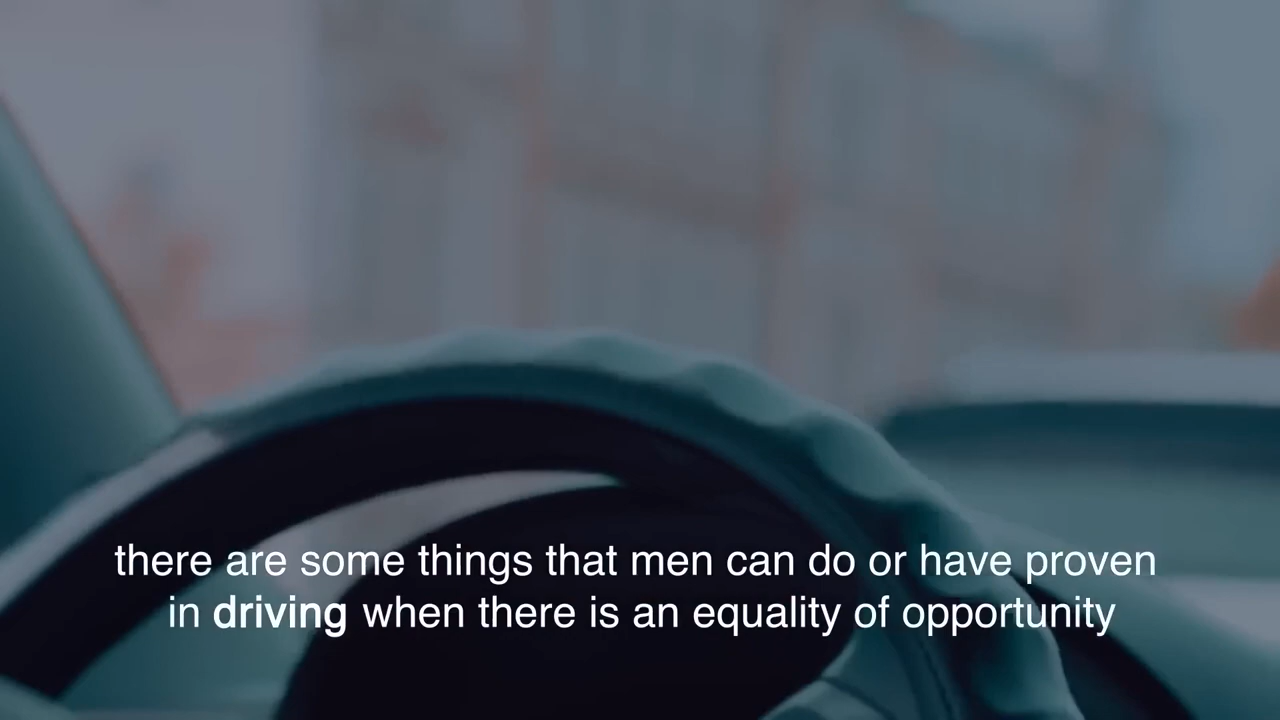 there are some things that men can do or have proven
in driving when there is an equality of opportunity